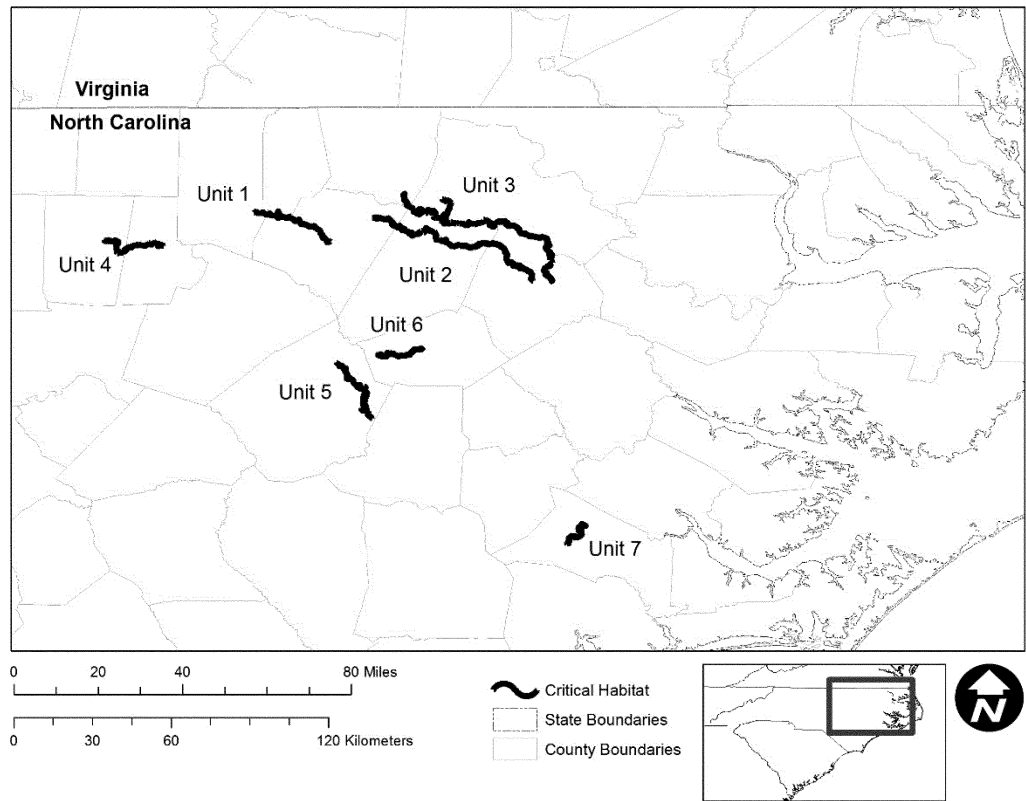 Virginia
North Carolina
Unit 3
Unit 1
Unit 4
Unit 2
Unit 6
Unit 5
Unit 7
0 20 40 80 Miles
0 30 60 120 Kilometers
Critical Habitat
State Boundaries
County Boundaries
N